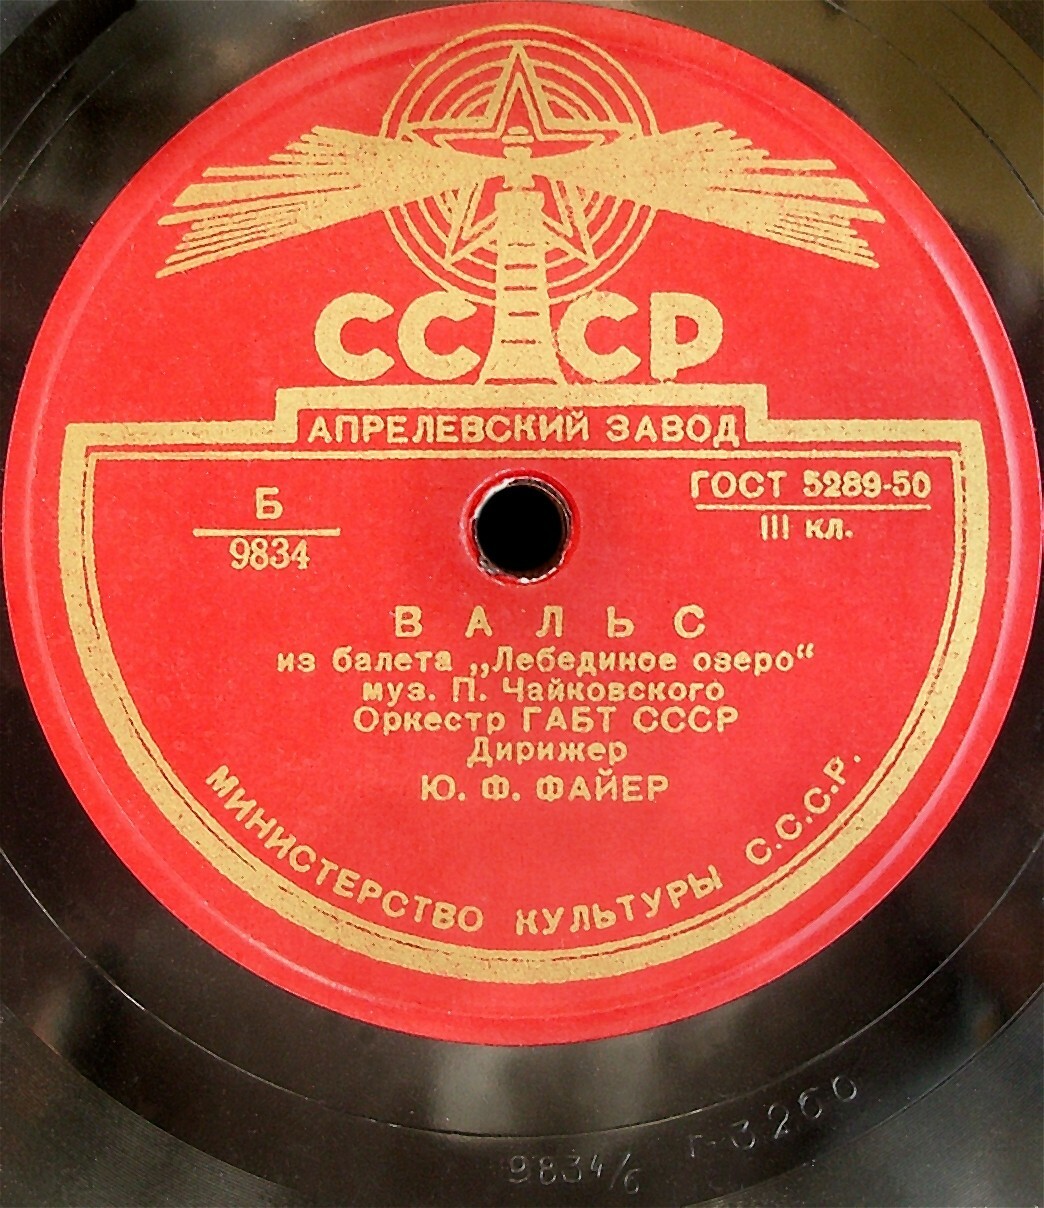 СССР
АПРЕЛЕВСКИЙ ЗАВОД
Б
9834
ГОСТ 5289-50
III кл.
ВАЛЬС
из балета „Лебединое озеро“
муз. П. Чайковского
Оркестр ГАБТ СССР
Дирижер
Ю. Ф. ФАЙЕР
МИНИСТЕРСТВО КУЛЬТУРЫ С.С.С.Р.
г-3260
9834/6